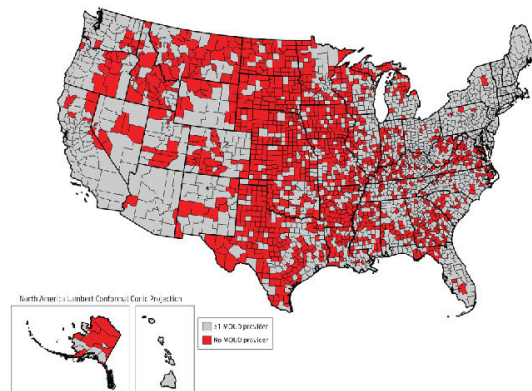 North America Lambert Conformal Conic Projection
≥1 MOUD provider
No MOUD provider